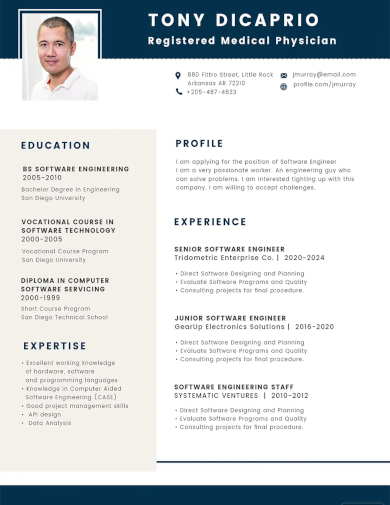 TONY DICAPRIO
Registered Medical Physician
880 Fittro Street, Little Rock
Arkansas AR 72210
+205-487-4633
jmurray@email.com
profile.com/jmurray
EDUCATION
BS SOFTWARE ENGINEERING
2005-2010
Bachelor Degree in Engineering
San Diego University
VOCATIONAL COURSE IN
SOFTWARE TECHNOLOGY
2000-2005
Vocational Course Program
San Diego University
DIPLOMA IN COMPUTER
SOFTWARE SERVICING
2000-1999
Short Course Program
San Diego Technical School
EXPERTISE
• Excellent working knowledge
of hardware, software
and programming languages
• Knowledge in Computer Aided
Software Engineering (CASE)
• Good project management skills
• API design
• Data Analysis
PROFILE
I am applying for the position of Software Engineer
I am a very passionate worker. An engineering guy who
can solve problems. I am interested tighting up with this
company. I am willing to accept challenges.
EXPERIENCE
SENIOR SOFTWARE ENGINEER
Tridometric Enterprise Co. | 2020-2024
• Direct Software Designing and Planning
• Evaluate Software Programs and Quality
• Consulting projects for final procedure.
JUNIOR SOFTWARE ENGINEER
GearUp Electronics Solutions | 2016-2020
• Direct Software Designing and Planning
• Evaluate Software Programs and Quality
• Consulting projects for final procedure.
SOFTWARE ENGINEERING STAFF
SYSTEMATIC VENTURES | 2010-2012
• Direct Software Designing and Planning
• Evaluate Software Programs and Quality
• Consulting projects for final procedure.